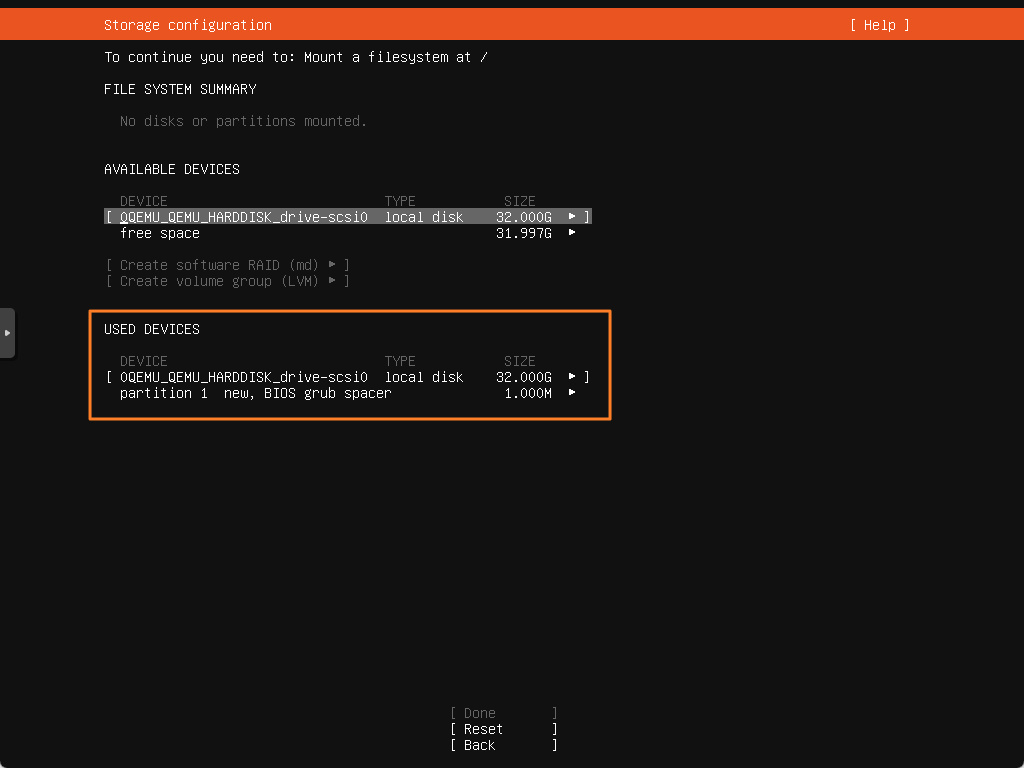 Storage configuration [ Help ]
To continue you need to: Mount a filesystem at /
FILE SYSTEM SUMMARY
No disks or partitions mounted.
AVAILABLE DEVICES
DEVICE TYPE SIZE
[ 0QEMU_QEMU_HARDDISK_drive-scsi0 local disk 32.000G ▸ ]
free space 31.997G ▸
[ Create software RAID (md) ▸ ]
[ Create volume group (LVM) ▸ ]
USED DEVICES
DEVICE TYPE SIZE
[ 0QEMU_QEMU_HARDDISK_drive-scsi0 local disk 32.000G ▸ ]
partition 1 new, BIOS grub spacer 1.000M ▸
[ Done ]
[ Reset ]
[ Back ]